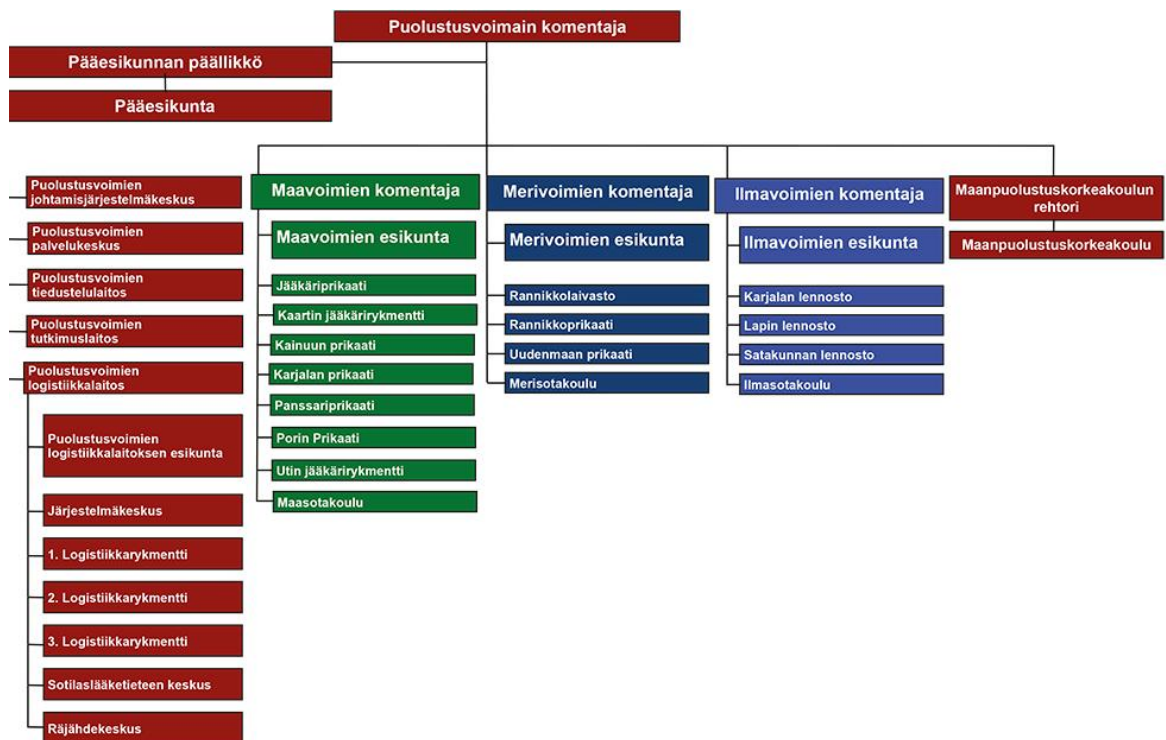 Puolustusvoimain komentaja
Pääesikunnan päällikkö
Pääesikunta
Puolustusvoimien
johtamisjärjestelmäkeskus
Puolustusvoimien
palvelukeskus
Puolustusvoimien
tiedustelulaitos
Puolustusvoimien
tutkimuslaitos
Puolustusvoimien
logistiikkalaitos
Puolustusvoimien
logistiikkalaitoksen esikunta
Järjestelmäkeskus
1. Logistiikkarykmentti
2. Logistiikkarykmentti
3. Logistiikkarykmentti
Sotilaslääketieteen keskus
Räjähdekeskus
Maavoimien komentaja
Maavoimien esikunta
Jääkäriprikaati
Kaartin jääkärirykmentti
Kainuun prikaati
Karjalan prikaati
Panssariprikaati
Porin Prikaati
Utin jääkärirykmentti
Maasotakoulu
Merivoimien komentaja
Merivoimien esikunta
Rannikkolaivasto
Rannikkoprikaati
Uudenmaan prikaati
Merisotakoulu
Ilmavoimien komentaja
Ilmavoimien esikunta
Karjalan lennosto
Lapin lennosto
Satakunnan lennosto
Ilmasotakoulu
Maanpuolustuskorkeakoulun
rehtori
Maanpuolustuskorkeakoulu